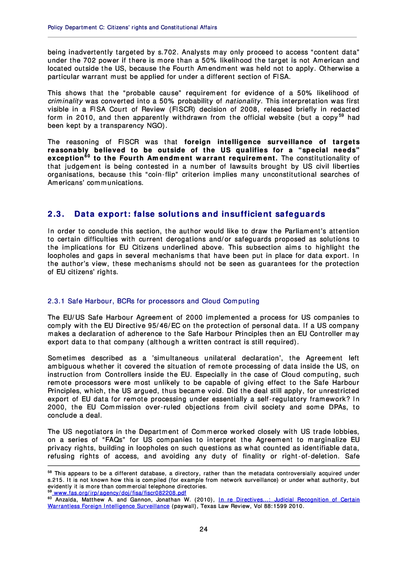 Policy Department C: Citizens' rights and Constitutional Affairs
being inadvertently targeted by s.702. Analysts may only proceed to access "content data"
under the 702 power if there is more than a 50% likelihood the target is not American and
located outside the US, because the Fourth Amendment was held not to apply. Otherwise a
particular warrant must be applied for under a different section of FISA.
This shows that the "probable cause" requirement for evidence of a 50% likelihood of
criminality was converted into a 50% probability of nationality. This interpretation was first
visible in a FISA Court of Review (FISCR) decision of 2008, released briefly in redacted
form in 2010, and then apparently withdrawn from the official website (but a copy59 had
been kept by a transparency NGO).
The reasoning of FISCR was that foreign intelligence surveillance of targets
reasonably believed to be outside of the US qualifies for a "special needs"
exception60 to the Fourth Amendment warrant requirement. The constitutionality of
that judgement is being contested in a number of lawsuits brought by US civil liberties
organisations, because this "coin-flip" criterion implies many unconstitutional searches of
Americans' communications.
2.3. Data export: false solutions and insufficient safeguards
In order to conclude this section, the author would like to draw the Parliament's attention
to certain difficulties with current derogations and/or safeguards proposed as solutions to
the implications for EU Citizens underlined above. This subsection aims to highlight the
loopholes and gaps in several mechanisms that have been put in place for data export. In
the author's view, these mechanisms should not be seen as guarantees for the protection
of EU citizens' rights.
2.3.1 Safe Harbour, BCRs for processors and Cloud Computing
The EU/US Safe Harbour Agreement of 2000 implemented a process for US companies to
comply with the EU Directive 95/46/EC on the protection of personal data. If a US company
makes a declaration of adherence to the Safe Harbour Principles then an EU Controller may
export data to that company (although a written contract is still required).
Sometimes described as a 'simultaneous unilateral declaration', the Agreement left
ambiguous whether it covered the situation of remote processing of data inside the US, on
instruction from Controllers inside the EU. Especially in the case of Cloud computing, such
remote processors were most unlikely to be capable of giving effect to the Safe Harbour
Principles, which, the US argued, thus became void. Did the deal still apply, for unrestricted
export of EU data for remote processing under essentially a self-regulatory framework? In
2000, the EU Commission over-ruled objections from civil society and some DPAs, to
conclude a deal.
The US negotiators in the Department of Commerce worked closely with US trade lobbies,
on a series of "FAQs" for US companies to interpret the Agreement to marginalize EU
privacy rights, building in loopholes on such questions as what counted as identifiable data,
refusing rights of access, and avoiding any duty of finality or right-of-deletion. Safe
58 This appears to be a different database, a directory, rather than the metadata controversially acquired under
s.215. It is not known how this is compiled (for example from network surveillance) or under what authority, but
evidently it is more than commercial telephone directories.
59 www.fas.org/irp/agency/doj/fisa/fiscr082208.pdf
60 Anzalda, Matthew A. and Gannon, Jonathan W. (2010), In re Directives...: Judicial Recognition of Certain
Warrantless Foreign Intelligence Surveillance (paywall), Texas Law Review, Vol 88:1599 2010.
24